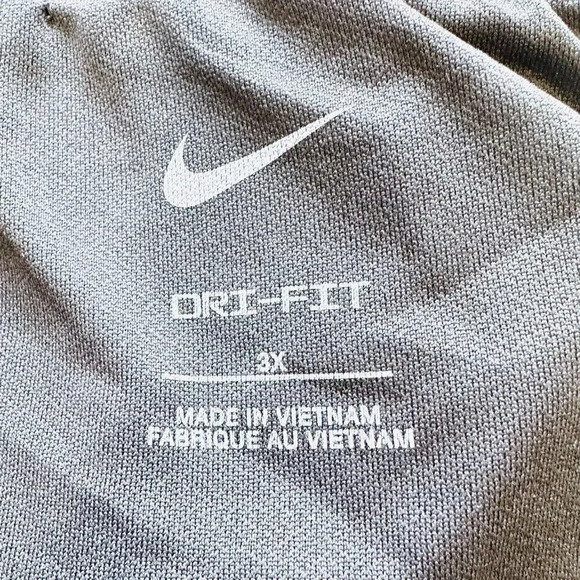 DRI-FIT
3X
MADE IN VIETNAM
FABRIQUE AU VIETNAM